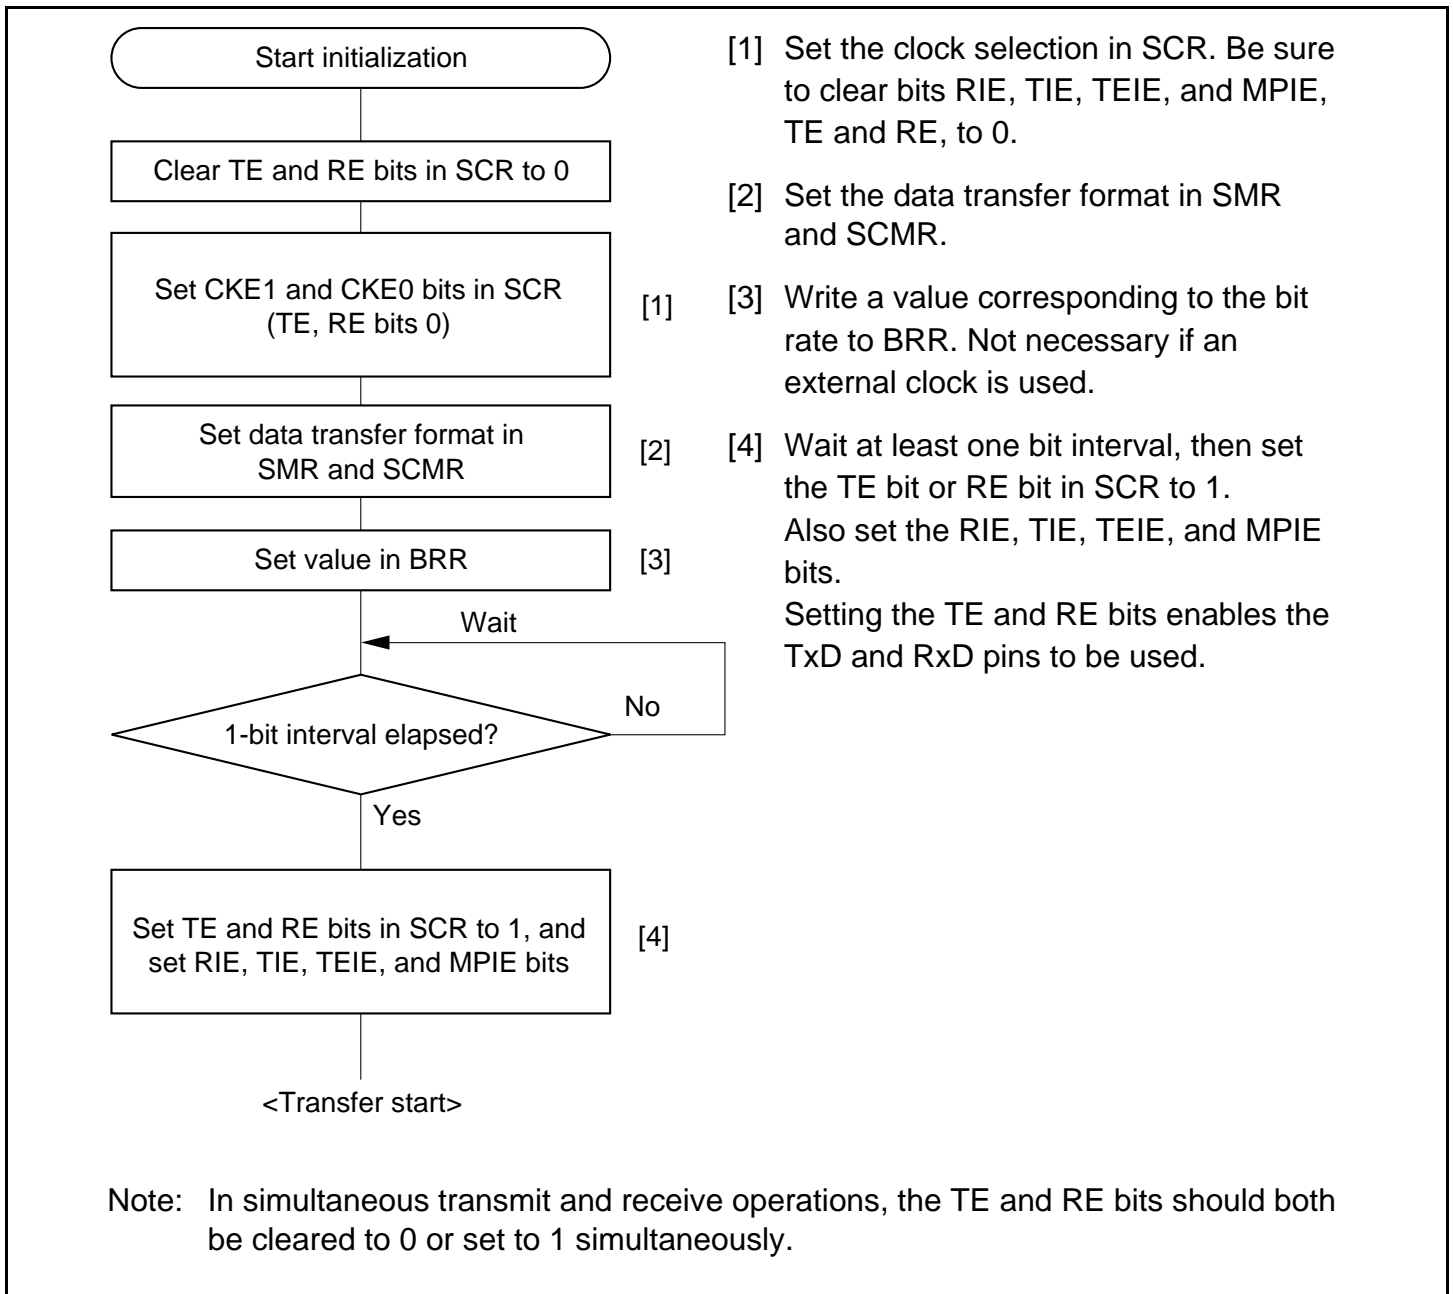 Start initialization
Clear TE and RE bits in SCR to 0
Set CKE1 and CKE0 bits in SCR
(TE, RE bits 0)
[1]
Set data transfer format in
SMR and SCMR
[2]
Set value in BRR
[3]
Wait
No
1-bit interval elapsed?
Yes
Set TE and RE bits in SCR to 1, and
set RIE, TIE, TEIE, and MPIE bits
[4]
<Transfer start>
[1] Set the clock selection in SCR. Be sure
to clear bits RIE, TIE, TEIE, and MPIE,
TE and RE, to 0.
[2] Set the data transfer format in SMR
and SCMR.
[3] Write a value corresponding to the bit
rate to BRR. Not necessary if an
external clock is used.
[4] Wait at least one bit interval, then set
the TE bit or RE bit in SCR to 1.
Also set the RIE, TIE, TEIE, and MPIE
bits.
Setting the TE and RE bits enables the
TxD and RxD pins to be used.
Note: In simultaneous transmit and receive operations, the TE and RE bits should both
be cleared to 0 or set to 1 simultaneously.